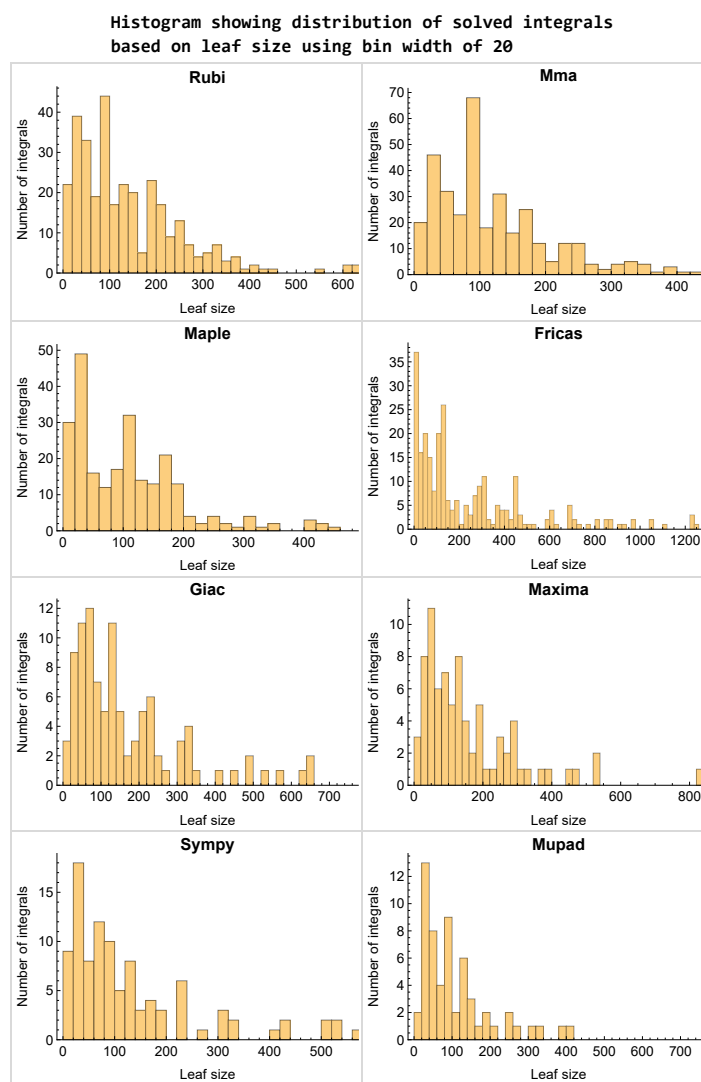 Histogram showing distribution of solved integrals
based on leaf size using bin width of 20
Rubi
Number of integrals
0 10 20 30 40
0 100 200 300 400 500 600
Leaf size
Mma
Number of integrals
0 10 20 30 40 50 60 70
0 100 200 300 400
Leaf size
Maple
Number of integrals
0 10 20 30 40 50
0 100 200 300 400
Leaf size
Fricas
Number of integrals
0 5 10 15 20 25 30 35
0 200 400 600 800 1000 1200
Leaf size
Giac
Number of integrals
0 2 4 6 8 10 12
0 100 200 300 400 500 600 700
Leaf size
Maxima
Number of integrals
0 2 4 6 8 10
0 200 400 600 800
Leaf size
Sympy
Number of integrals
0 5 10 15
0 100 200 300 400 500
Leaf size
Mupad
Number of integrals
0 2 4 6 8 10 12
0 100 200 300 400 500 600 700
Leaf size